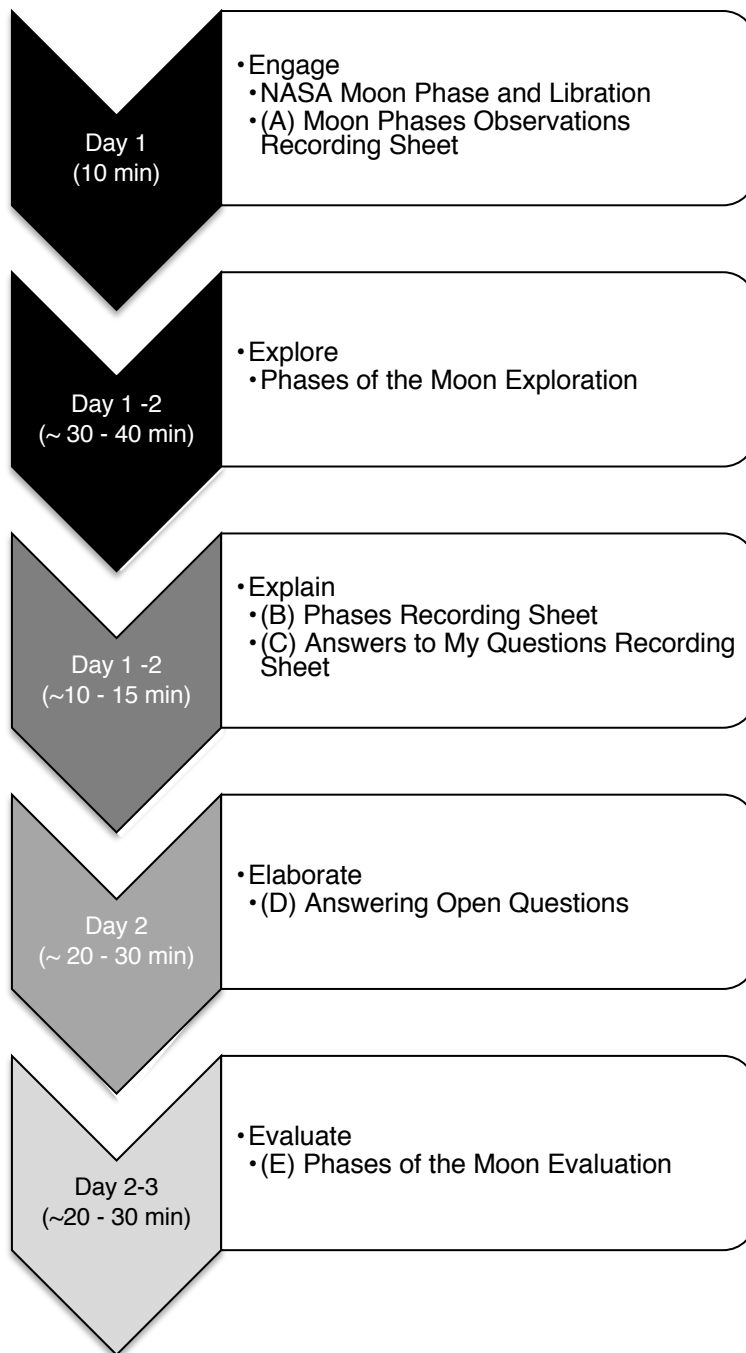 Day 1
(10 min)
•Engage
•NASA Moon Phase and Libration
•(A) Moon Phases Observations
Recording Sheet
Day 1 -2
(~ 30 - 40 min)
•Explore
•Phases of the Moon Exploration
Day 1 -2
(~10 - 15 min)
•Explain
•(B) Phases Recording Sheet
•(C) Answers to My Questions Recording
Sheet
Day 2
(~ 20 - 30 min)
•Elaborate
•(D) Answering Open Questions
Day 2-3
(~20 - 30 min)
•Evaluate
•(E) Phases of the Moon Evaluation